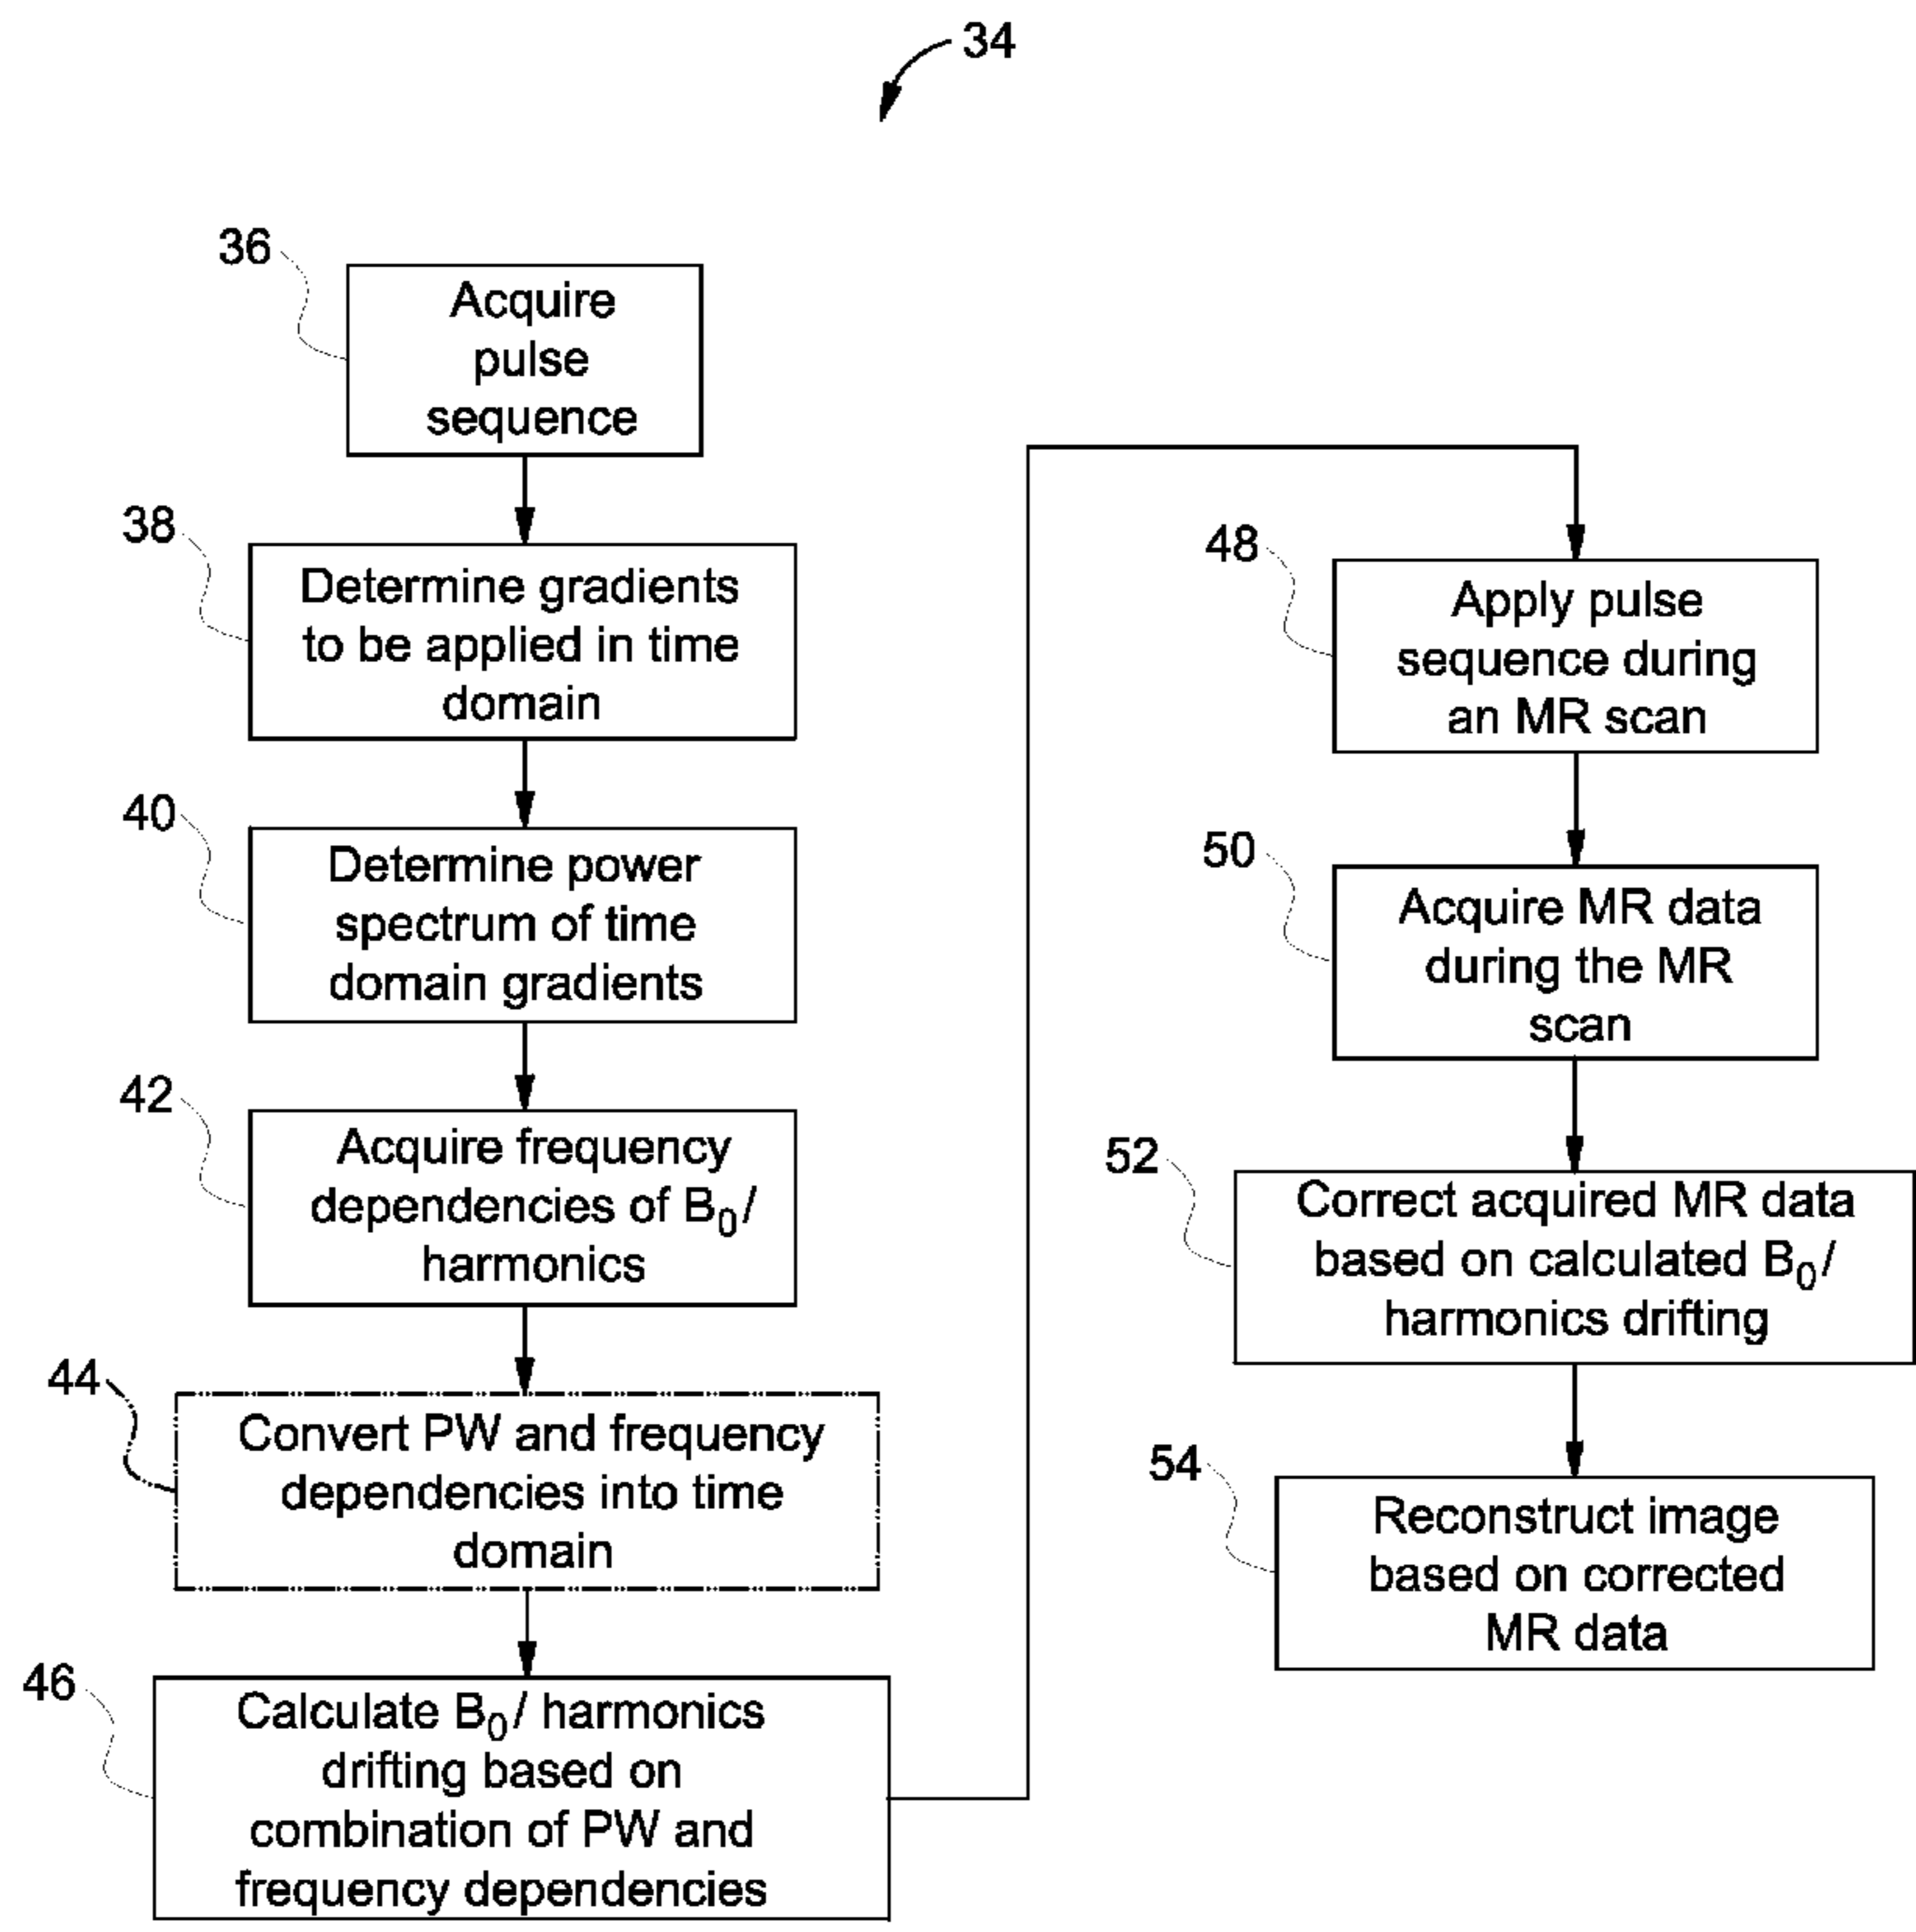 34
36
Acquire
pulse
sequence
38
Determine gradients
to be applied in time
domain
40
Determine power
spectrum of time
domain gradients
42
Acquire frequency
dependencies of B₀/
harmonics
44
Convert PW and frequency
dependencies into time
domain
46
Calculate B₀/ harmonics
drifting based on
combination of PW and
frequency dependencies
48
Apply pulse
sequence during
an MR scan
50
Acquire MR data
during the MR
scan
52
Correct acquired MR data
based on calculated B₀/
harmonics drifting
54
Reconstruct image
based on corrected
MR data